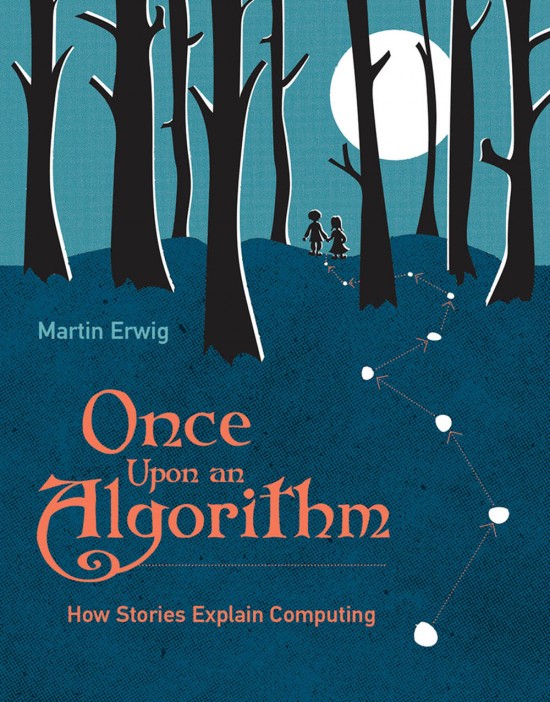 Martin Erwig
Once
Upon an
Algorithm
How Stories Explain Computing